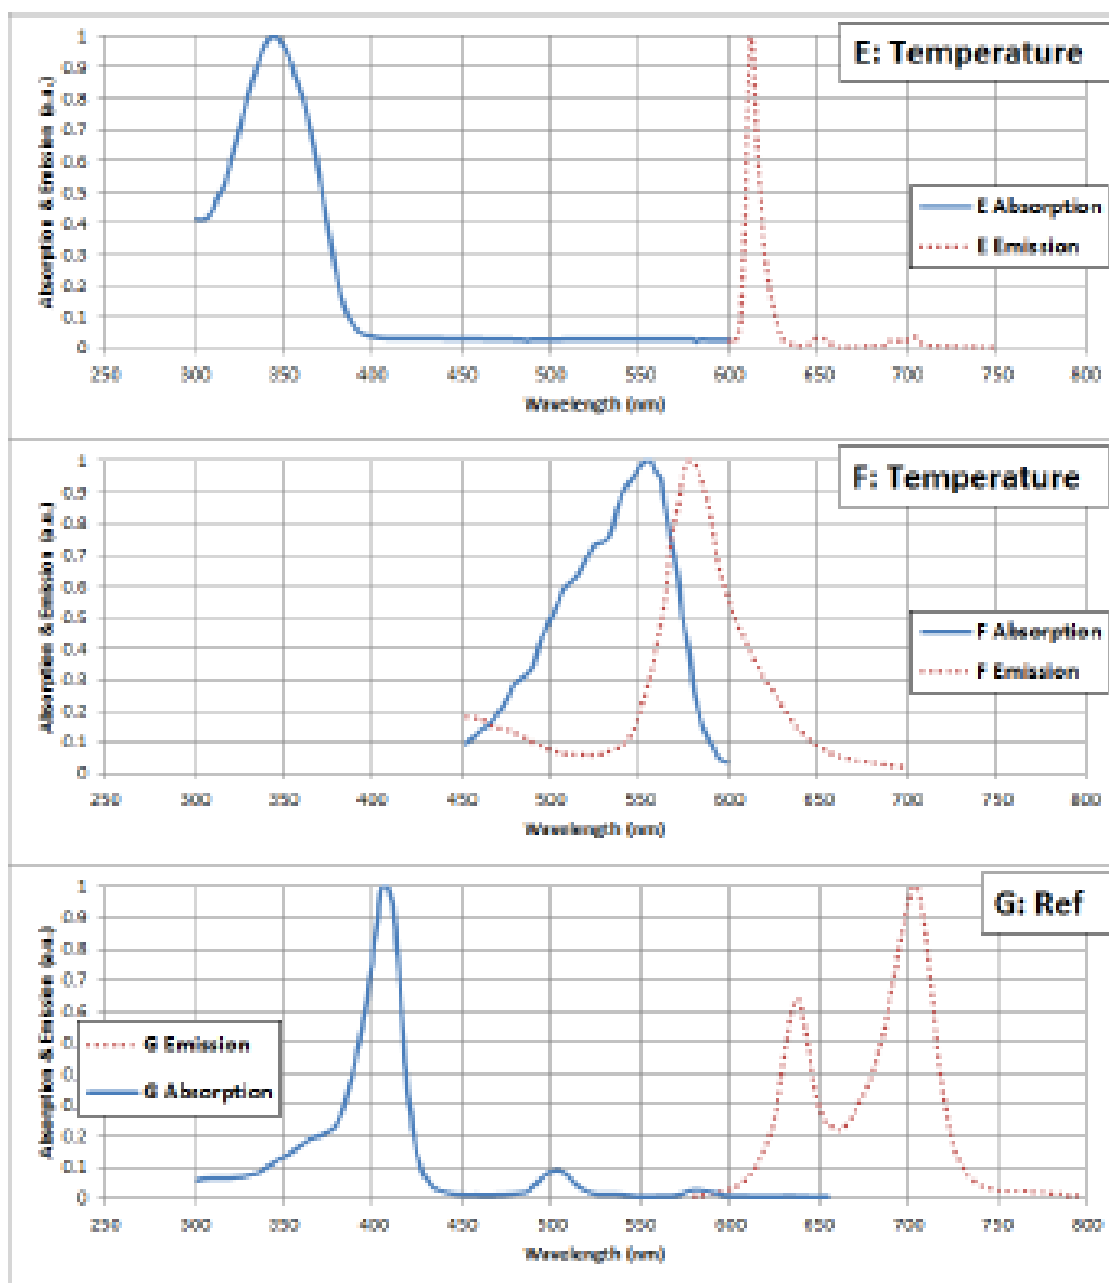 E: Temperature
Absorption & Emission (a.u.)
1
0.9
0.8
0.7
0.6
0.5
0.4
0.3
0.2
0.1
0
E Absorption
E Emission
250 300 350 400 450 500 550 600 650 700 750 800
Wavelength (nm)
F: Temperature
Absorption & Emission (a.u.)
1
0.9
0.8
0.7
0.6
0.5
0.4
0.3
0.2
0.1
0
F Absorption
F Emission
250 300 350 400 450 500 550 600 650 700 750 800
Wavelength (nm)
G: Ref
Absorption & Emission (a.u.)
1
0.9
0.8
0.7
0.2
0.1
0
G Emission
G Absorption
250 300 350 400 450 500 550 600 650 700 750 800
Wavelength (nm)